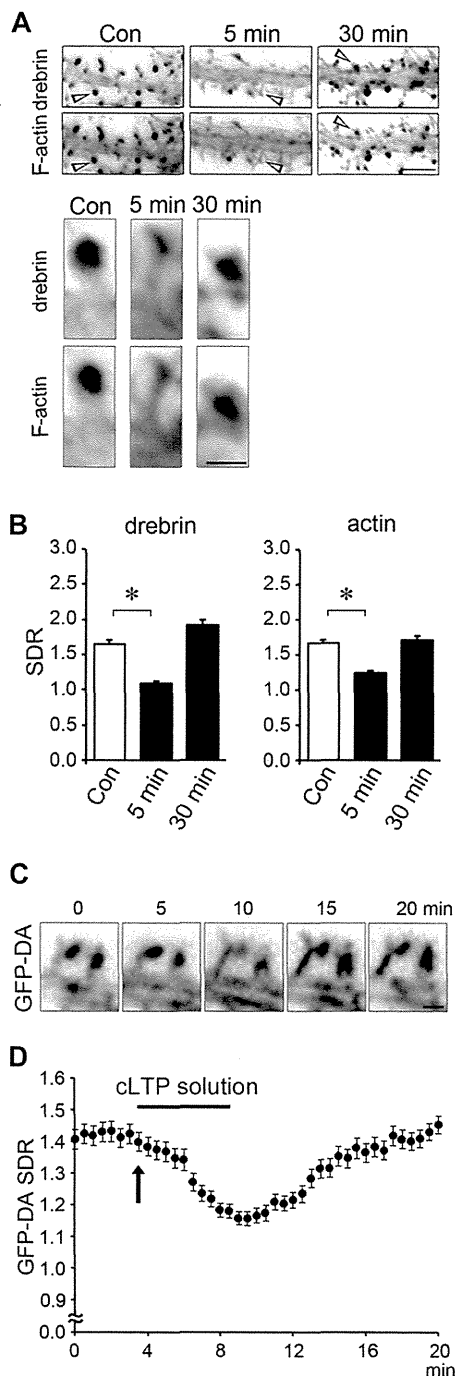 A
Con 5 min 30 min
drebrin
F-actin
Con 5 min 30 min
drebrin
F-actin
B
drebrin actin
SDR
3.0 3.0
2.5 2.5
2.0 2.0
1.5 1.5
1.0 1.0
0.5 0.5
0.0 0.0
* *
Con 5 min 30 min Con 5 min 30 min
C
0 5 10 15 20 min
GFP-DA
D
cLTP solution
GFP-DA SDR
1.6
1.5
1.4
1.3
1.2
1.1
1.0
0.9
0.0
0 4 8 12 16 20
min